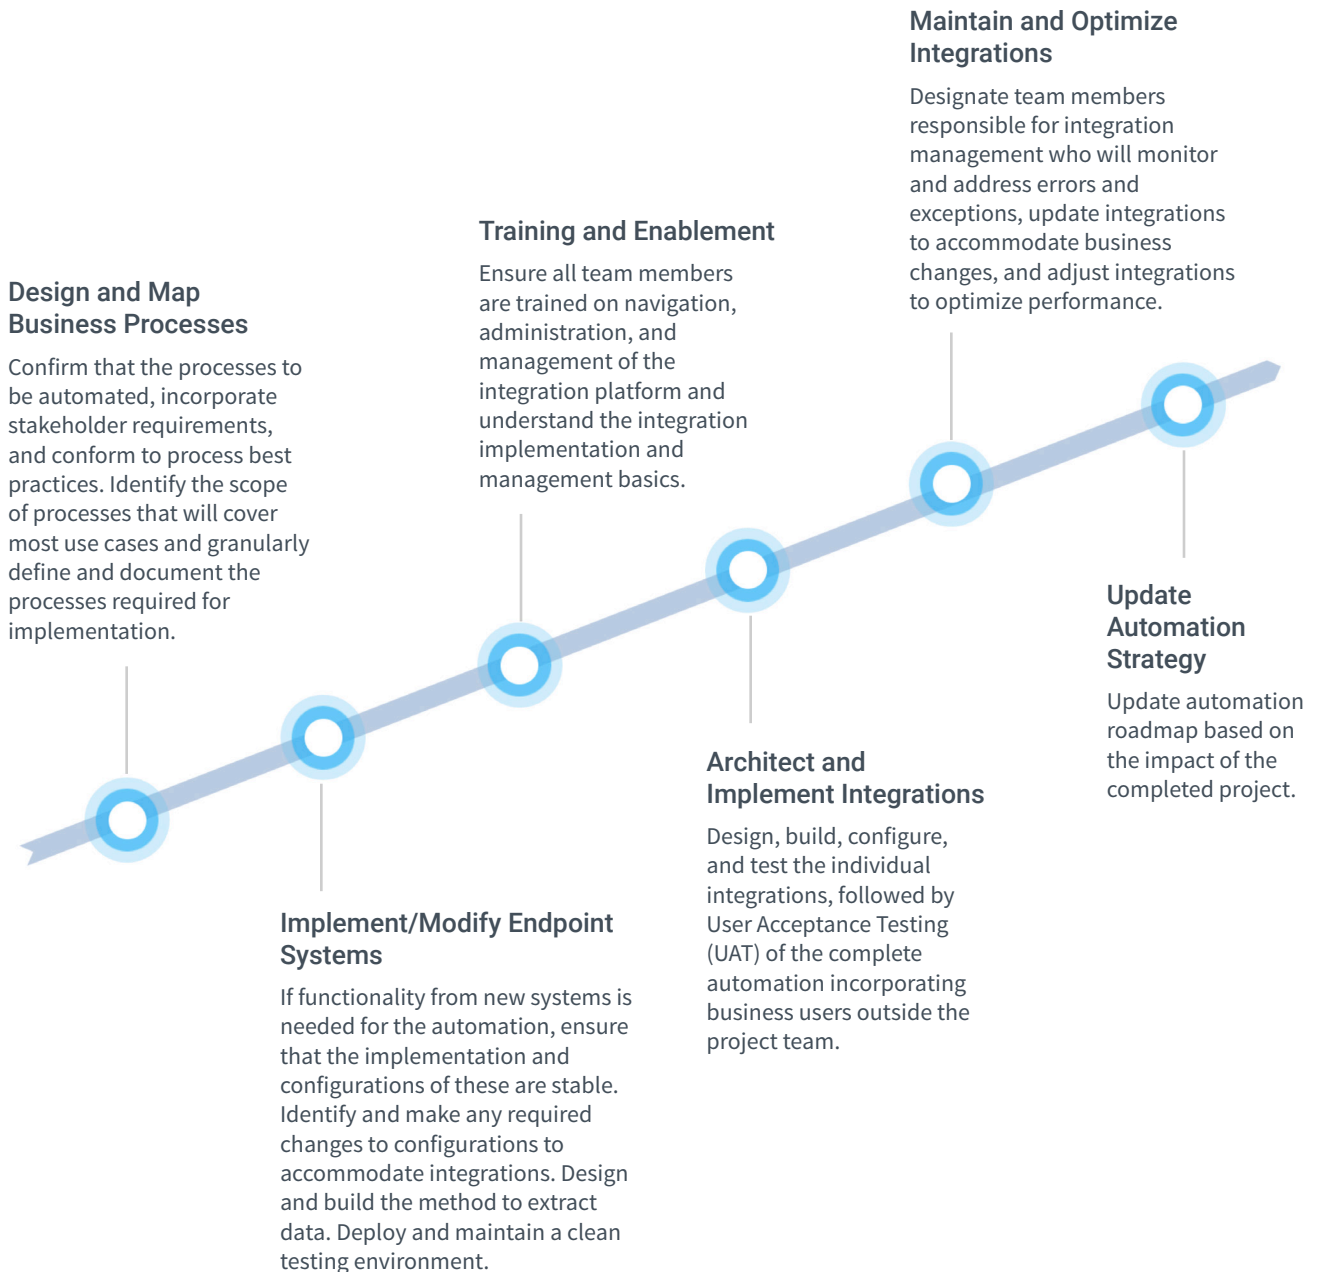 Design and Map
Business Processes
Confirm that the processes to
be automated, incorporate
stakeholder requirements,
and conform to process best
practices. Identify the scope
of processes that will cover
most use cases and granularly
define and document the
processes required for
implementation.
Implement/Modify Endpoint
Systems
If functionality from new systems is
needed for the automation, ensure
that the implementation and
configurations of these are stable.
Identify and make any required
changes to configurations to
accommodate integrations. Design
and build the method to extract
data. Deploy and maintain a clean
testing environment.
Training and Enablement
Ensure all team members
are trained on navigation,
administration, and
management of the
integration platform and
understand the integration
implementation and
management basics.
Architect and
Implement Integrations
Design, build, configure,
and test the individual
integrations, followed by
User Acceptance Testing
(UAT) of the complete
automation incorporating
business users outside the
project team.
Maintain and Optimize
Integrations
Designate team members
responsible for integration
management who will monitor
and address errors and
exceptions, update integrations
to accommodate business
changes, and adjust integrations
to optimize performance.
Update
Automation
Strategy
Update automation
roadmap based on
the impact of the
completed project.